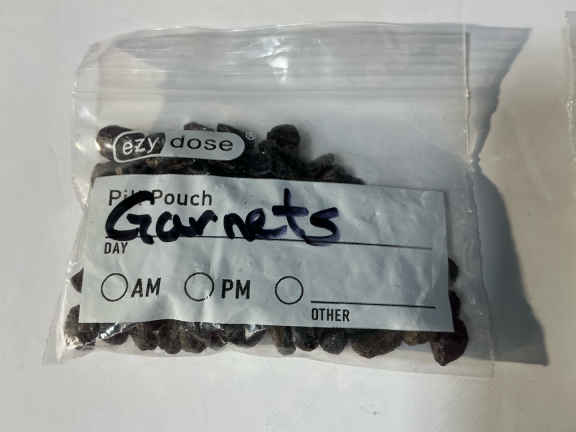 ezy dose®
Pill Pouch
Garnets
DAY
AM PM
OTHER